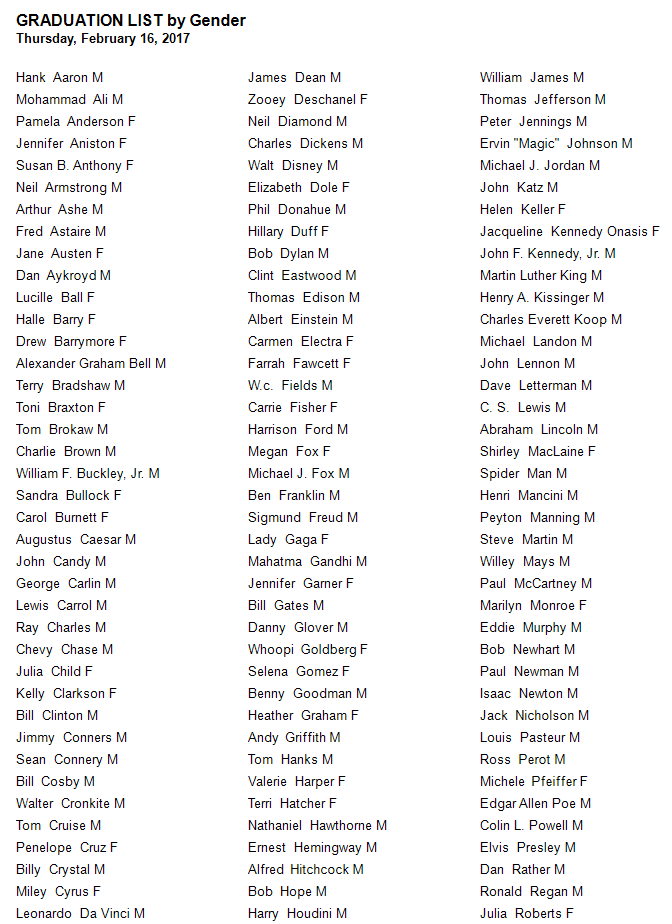 GRADUATION LIST by Gender
Thursday, February 16, 2017
Hank Aaron M
Mohammad Ali M
Pamela Anderson F
Jennifer Aniston F
Susan B. Anthony F
Neil Armstrong M
Arthur Ashe M
Fred Astaire M
Jane Austen F
Dan Aykroyd M
Lucille Ball F
Halle Barry F
Drew Barrymore F
Alexander Graham Bell M
Terry Bradshaw M
Toni Braxton F
Tom Brokaw M
Charlie Brown M
William F. Buckley, Jr. M
Sandra Bullock F
Carol Burnett F
Augustus Caesar M
John Candy M
George Carlin M
Lewis Carrol M
Ray Charles M
Chevy Chase M
Julia Child F
Kelly Clarkson F
Bill Clinton M
Jimmy Conners M
Sean Connery M
Bill Cosby M
Walter Cronkite M
Tom Cruise M
Penelope Cruz F
Billy Crystal M
Miley Cyrus F
Leonardo Da Vinci M
James Dean M
Zooey Deschanel F
Neil Diamond M
Charles Dickens M
Walt Disney M
Elizabeth Dole F
Phil Donahue M
Hillary Duff F
Bob Dylan M
Clint Eastwood M
Thomas Edison M
Albert Einstein M
Carmen Electra F
Farrah Fawcett F
W.c. Fields M
Carrie Fisher F
Harrison Ford M
Megan Fox F
Michael J. Fox M
Ben Franklin M
Sigmund Freud M
Lady Gaga F
Mahatma Gandhi M
Jennifer Garner F
Bill Gates M
Danny Glover M
Whoopi Goldberg F
Selena Gomez F
Benny Goodman M
Heather Graham F
Andy Griffith M
Tom Hanks M
Valerie Harper F
Terri Hatcher F
Nathaniel Hawthorne M
Ernest Hemingway M
Alfred Hitchcock M
Bob Hope M
Harry Houdini M
William James M
Thomas Jefferson M
Peter Jennings M
Ervin "Magic" Johnson M
Michael J. Jordan M
John Katz M
Helen Keller F
Jacqueline Kennedy Onasis F
John F. Kennedy, Jr. M
Martin Luther King M
Henry A. Kissinger M
Charles Everett Koop M
Michael Landon M
John Lennon M
Dave Letterman M
C. S. Lewis M
Abraham Lincoln M
Shirley MacLaine F
Spider Man M
Henri Mancini M
Peyton Manning M
Steve Martin M
Willey Mays M
Paul McCartney M
Marilyn Monroe F
Eddie Murphy M
Bob Newhart M
Paul Newman M
Isaac Newton M
Jack Nicholson M
Louis Pasteur M
Ross Perot M
Michele Pfeiffer F
Edgar Allen Poe M
Colin L. Powell M
Elvis Presley M
Dan Rather M
Ronald Regan M
Julia Roberts F